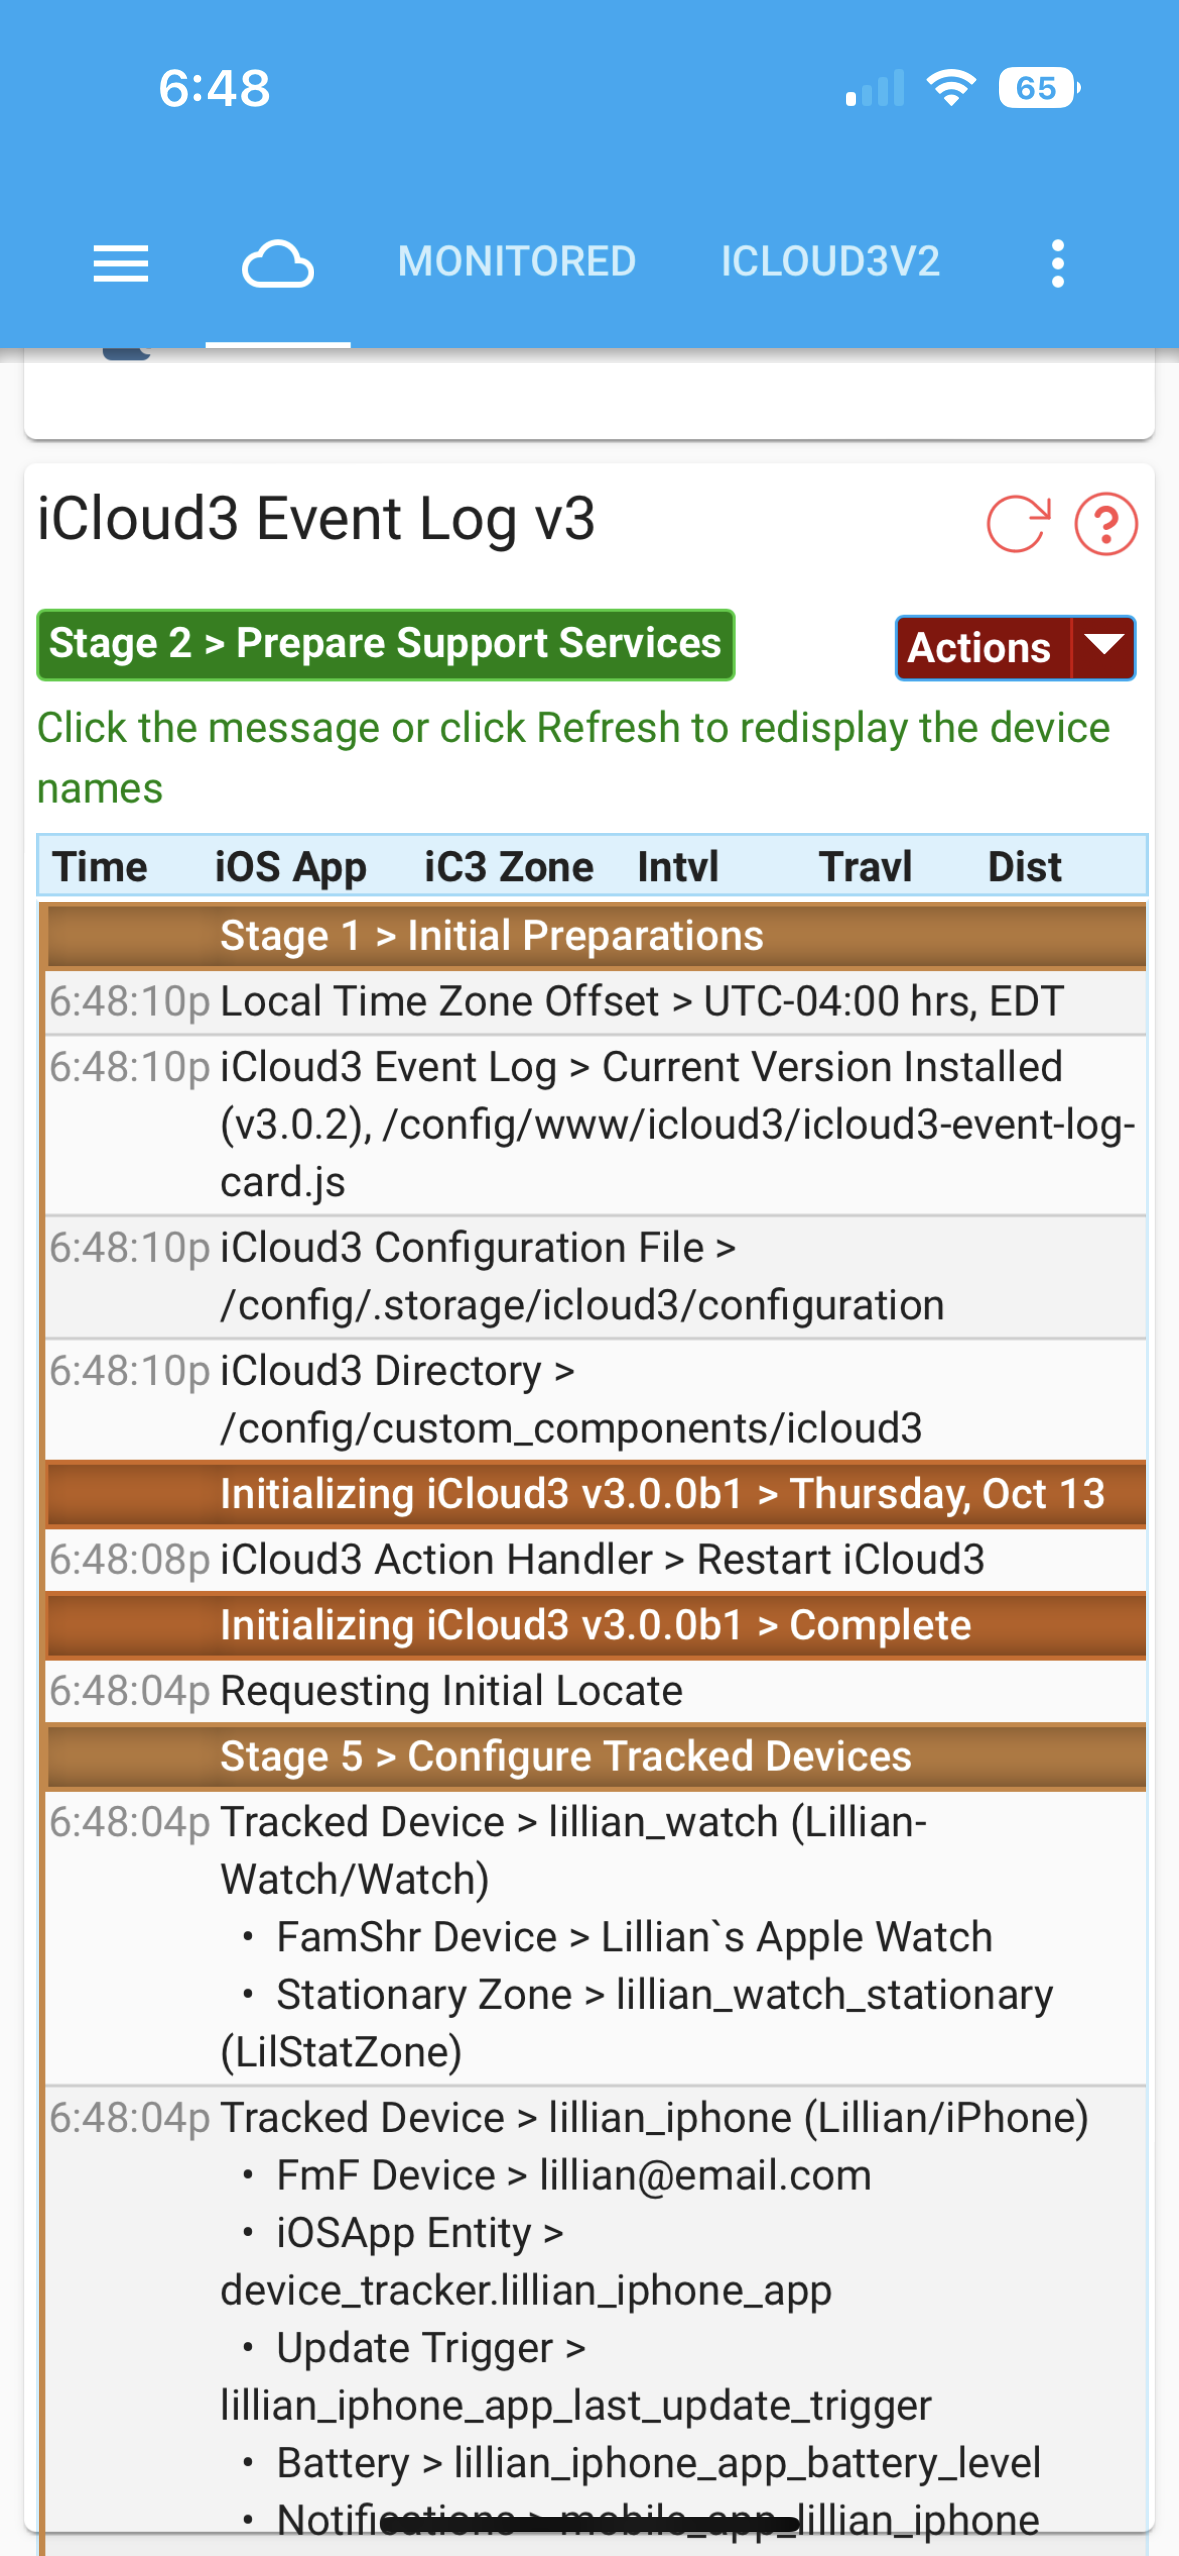 6:48
65
MONITORED
ICLOUD3V2
iCloud3 Event Log v3
?
Stage 2 > Prepare Support Services
Actions
Click the message or click Refresh to redisplay the device
names
Time iOS App iC3 Zone Intvl Travl Dist
Stage 1 > Initial Preparations
6:48:10p Local Time Zone Offset > UTC-04:00 hrs, EDT
6:48:10p iCloud3 Event Log > Current Version Installed
(v3.0.2), /config/www/icloud3/icloud3-event-log-
card.js
6:48:10p iCloud3 Configuration File >
/config/.storage/icloud3/configuration
6:48:10p iCloud3 Directory >
/config/custom_components/icloud3
Initializing iCloud3 v3.0.0b1 > Thursday, Oct 13
6:48:08p iCloud3 Action Handler > Restart iCloud3
Initializing iCloud3 v3.0.0b1 > Complete
6:48:04p Requesting Initial Locate
Stage 5 > Configure Tracked Devices
6:48:04p Tracked Device > lillian_watch (Lillian-
Watch/Watch)
• FamShr Device > Lillian`s Apple Watch
• Stationary Zone > lillian_watch_stationary
(LilStatZone)
6:48:04p Tracked Device > lillian_iphone (Lillian/iPhone)
• FmF Device > lillian@email.com
• iOSApp Entity >
device_tracker.lillian_iphone_app
• Update Trigger >
lillian_iphone_app_last_update_trigger
• Battery > lillian_iphone_app_battery_level
• Notifications > mobile_app_lillian_iphone